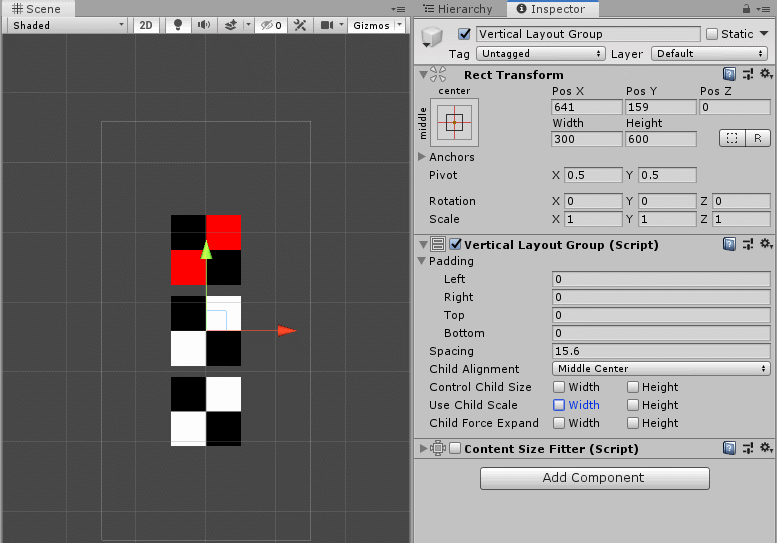 Scene
Hierarchy
Inspector
Shaded
2D
0
Gizmos
Vertical Layout Group
Static
Tag Untagged Layer Default
Rect Transform
center
middle
Pos X Pos Y Pos Z
641 159 0
Width Height
300 600
R
Anchors
Pivot X 0.5 Y 0.5
Rotation X 0 Y 0 Z 0
Scale X 1 Y 1 Z 1
Vertical Layout Group (Script)
Padding
Left 0
Right 0
Top 0
Bottom 0
Spacing 15.6
Child Alignment Middle Center
Control Child Size Width Height
Use Child Scale Width Height
Child Force Expand Width Height
Content Size Fitter (Script)
Add Component